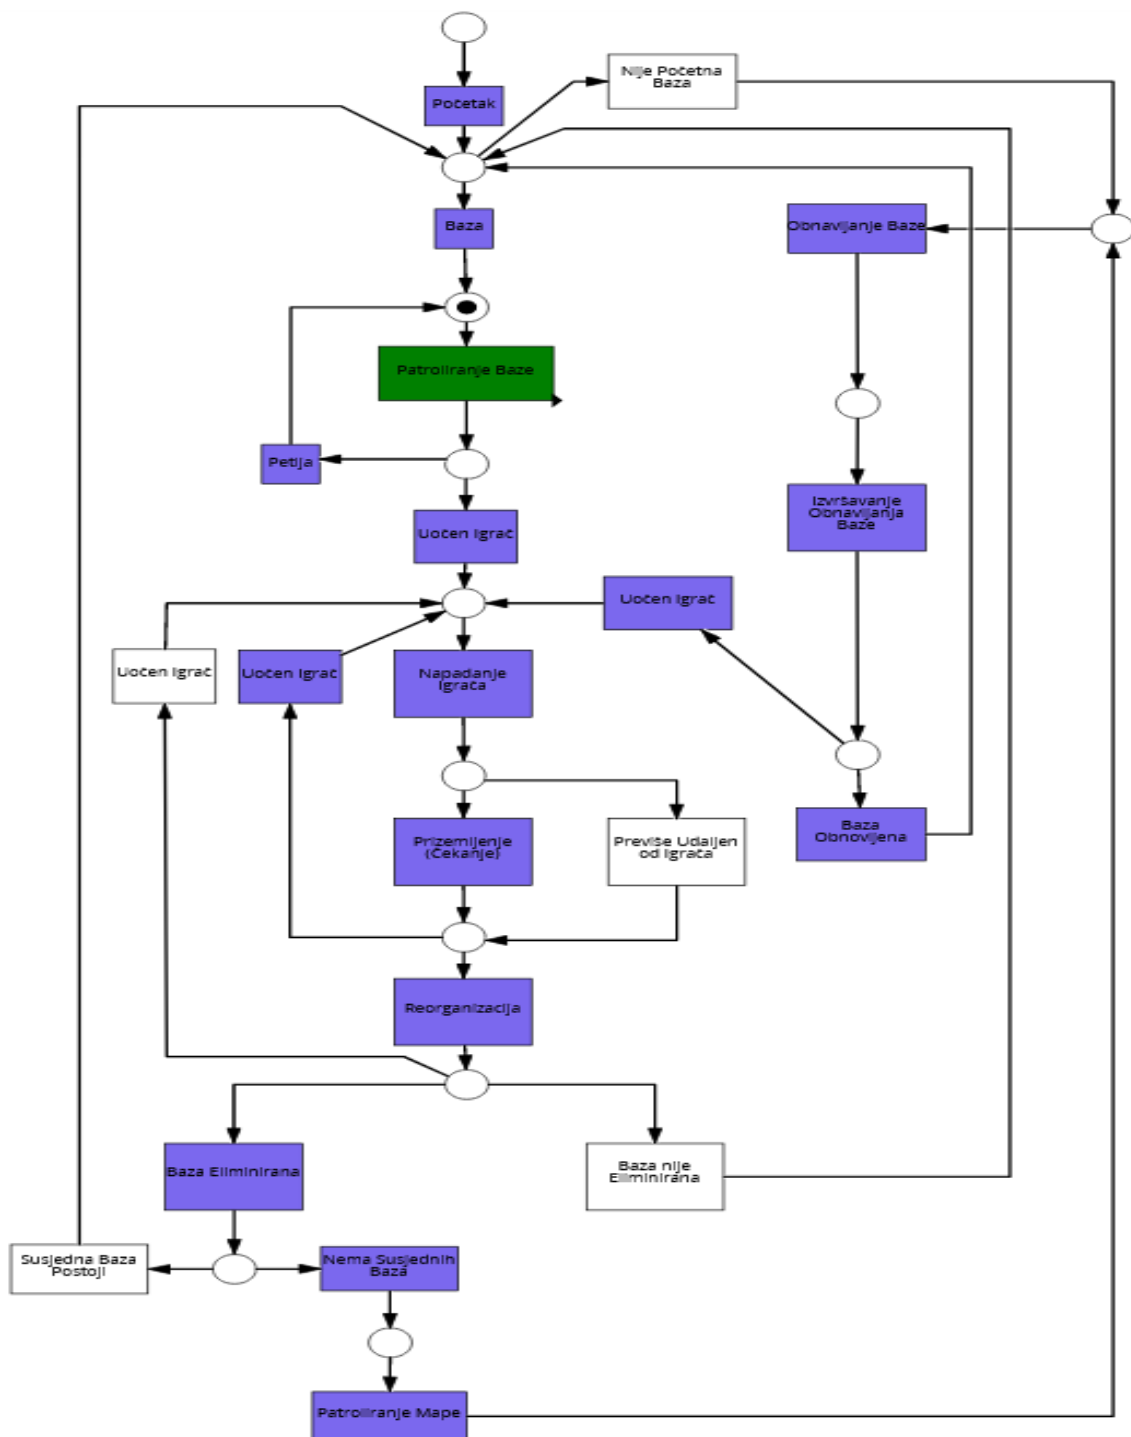 Nije Početna
Baza
Početak
Baza
Obnavljanje Baze
Patroliranje Baze
Petlja
Izvršavanje
Obnavljanja
Baze
Uočen Igrač
Uočen Igrač
Uočen Igrač
Uočen Igrač
Napadanje
Igrača
Prizemljenje
(Čekanje)
Previše Udaljen
od Igrača
Baza
Obnovljena
Reorganizacija
Baza Eliminirana
Baza nije
Eliminirana
Susjedna Baza
Postoji
Nema Susjednih
Baza
Patroliranje Mape